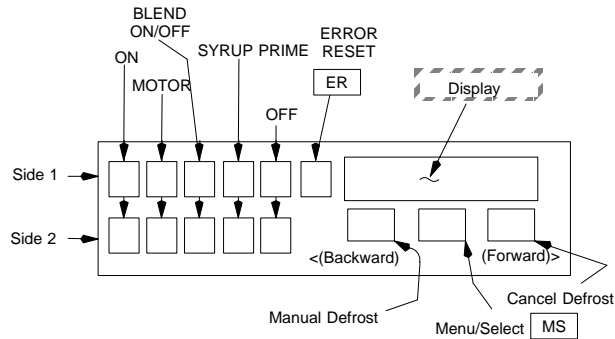 BLEND
ON/OFF
SYRUP PRIME
ERROR
RESET
ON
MOTOR
ER
OFF
Display
Side 1
Side 2
<(Backward)
(Forward)>
Manual Defrost
Cancel Defrost
Menu/Select
MS